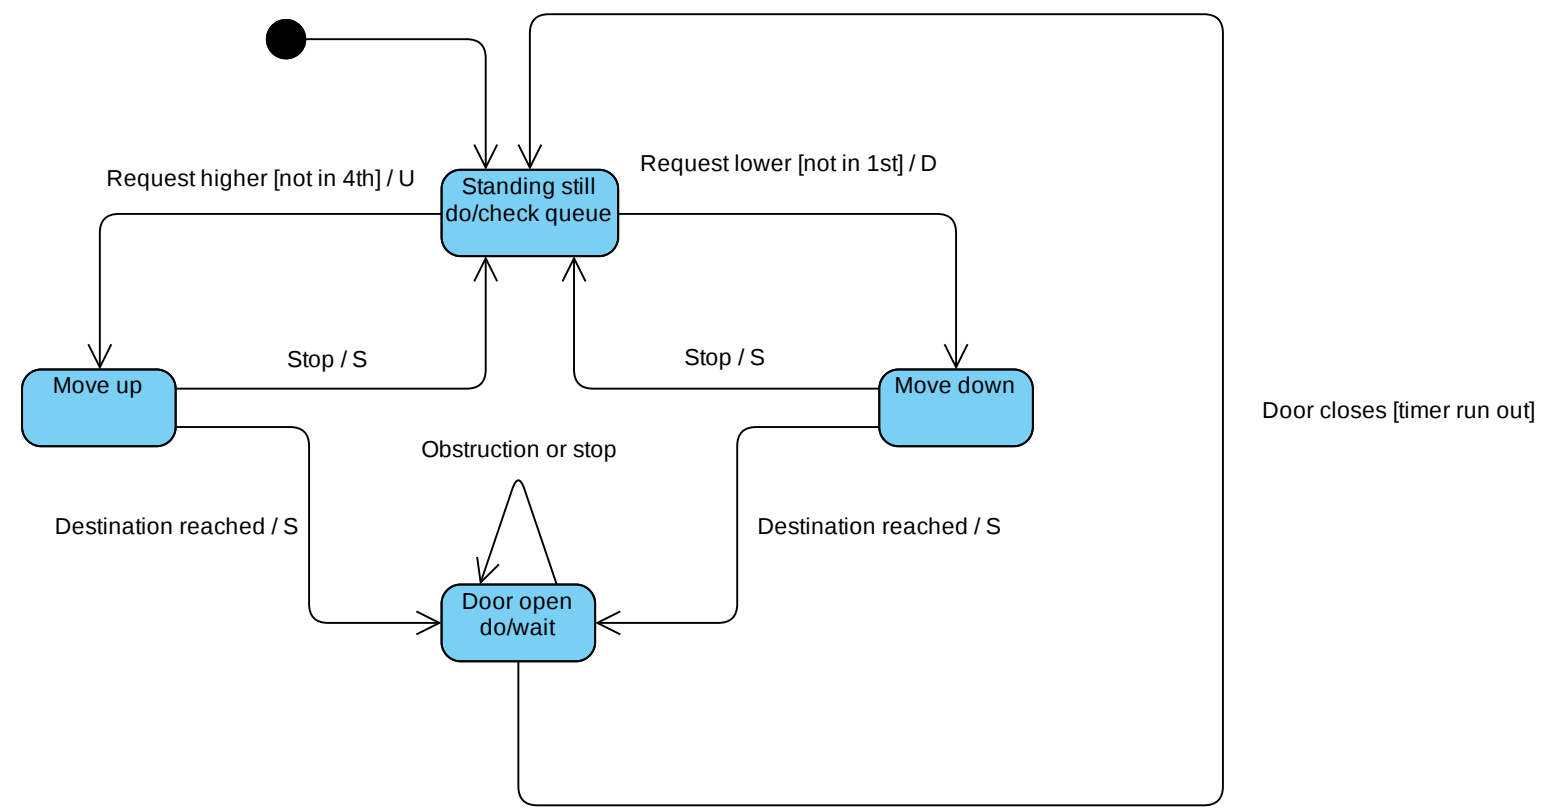 Request lower [not in 1st] / D
Request higher [not in 4th] / U
Standing still
do/check queue
Stop / S
Stop / S
Move up
Move down
Door closes [timer run out]
Obstruction or stop
Destination reached / S
Destination reached / S
Door open
do/wait